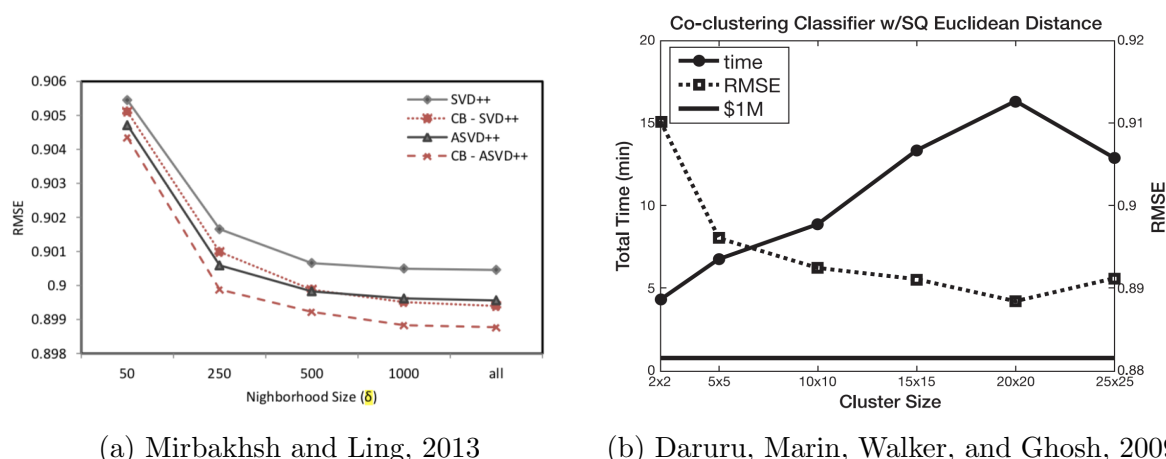 Co-clustering Classifier w/SQ Euclidean Distance
0.906
0.905
0.904
0.903
0.902
0.901
0.9
0.899
0.898
RMSE
SVD++
CB - SVD++
ASVD++
CB - ASVD++
50 250 500 1000 all
Nighborhood Size (δ)
20
15
10
5
0
Total Time (min)
time
RMSE
$1M
0.92
0.91
0.9
0.89
0.88
RMSE
2x2 5x5 10x10 15x15 20x20 25x25
Cluster Size
(a) Mirbakhsh and Ling, 2013
(b) Daruru, Marin, Walker, and Ghosh, 2009